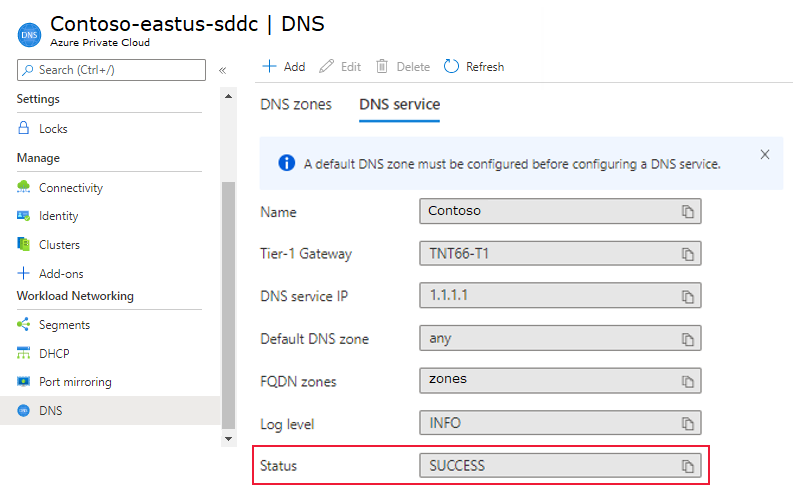 Contoso-eastus-sddc | DNS
DNS
Azure Private Cloud
Search (Ctrl+/)
«
Add
Edit
Delete
Refresh
Settings
Locks
Manage
Connectivity
Identity
Clusters
Add-ons
Workload Networking
Segments
DHCP
Port mirroring
DNS
DNS zones
DNS service
A default DNS zone must be configured before configuring a DNS service.
Name
Contoso
Tier-1 Gateway
TNT66-T1
DNS service IP
1.1.1.1
Default DNS zone
any
FQDN zones
zones
Log level
INFO
Status
SUCCESS